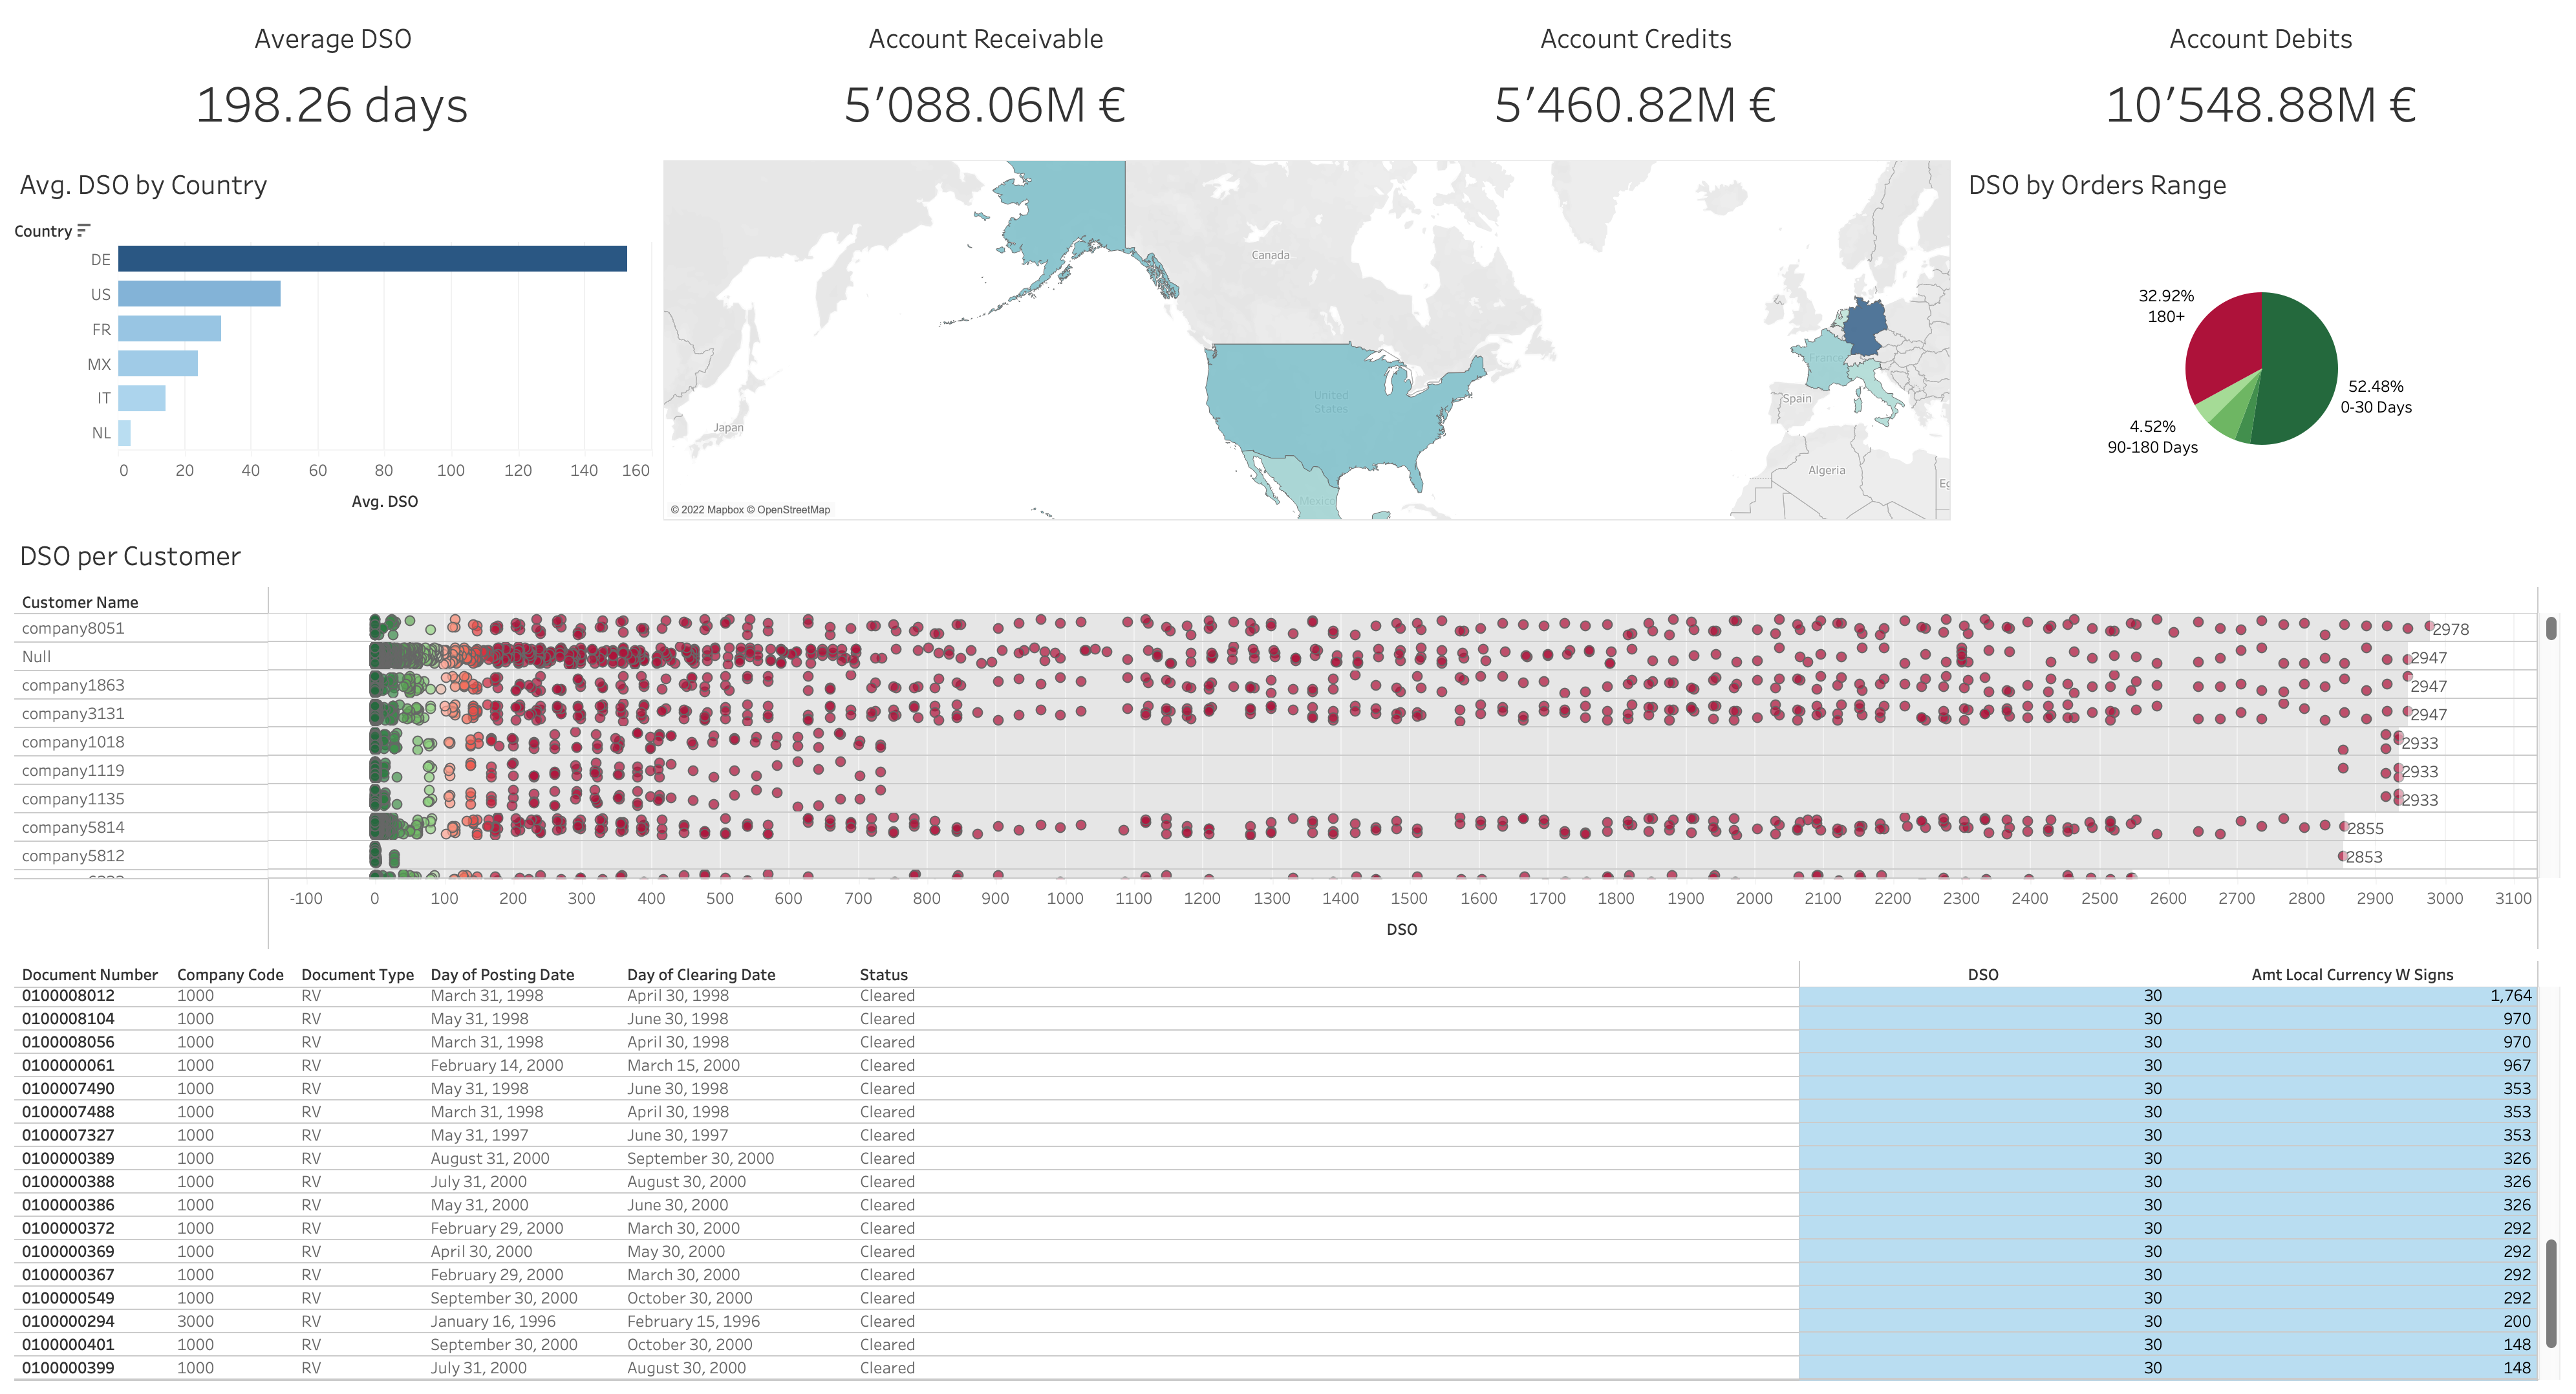 Average DSO
198.26 days
Account Receivable
5’088.06M €
Account Credits
5’460.82M €
Account Debits
10’548.88M €
Avg. DSO by Country
Country
DE
US
FR
MX
IT
NL
0 20 40 60 80 100 120 140 160
Avg. DSO
Canada
United
States
Mexico
Japan
France
Spain
Algeria
© 2022 Mapbox © OpenStreetMap
DSO by Orders Range
32.92%
180+
52.48%
0-30 Days
4.52%
90-180 Days
DSO per Customer
Customer Name
company8051 2978
Null 2947
company1863 2947
company3131 2947
company1018 2933
company1119 2933
company1135 2933
company5814 2855
company5812 2853
-100 0 100 200 300 400 500 600 700 800 900 1000 1100 1200 1300 1400 1500 1600 1700 1800 1900 2000 2100 2200 2300 2400 2500 2600 2700 2800 2900 3000 3100
DSO
Document Number Company Code Document Type Day of Posting Date Day of Clearing Date Status DSO Amt Local Currency W Signs
0100008012 1000 RV March 31, 1998 April 30, 1998 Cleared 30 1,764
0100008104 1000 RV May 31, 1998 June 30, 1998 Cleared 30 970
0100008056 1000 RV March 31, 1998 April 30, 1998 Cleared 30 970
0100000061 1000 RV February 14, 2000 March 15, 2000 Cleared 30 967
0100007490 1000 RV May 31, 1998 June 30, 1998 Cleared 30 353
0100007488 1000 RV March 31, 1998 April 30, 1998 Cleared 30 353
0100007327 1000 RV May 31, 1997 June 30, 1997 Cleared 30 353
0100000389 1000 RV August 31, 2000 September 30, 2000 Cleared 30 326
0100000388 1000 RV July 31, 2000 August 30, 2000 Cleared 30 326
0100000386 1000 RV May 31, 2000 June 30, 2000 Cleared 30 326
0100000372 1000 RV February 29, 2000 March 30, 2000 Cleared 30 292
0100000369 1000 RV April 30, 2000 May 30, 2000 Cleared 30 292
0100000367 1000 RV February 29, 2000 March 30, 2000 Cleared 30 292
0100000549 1000 RV September 30, 2000 October 30, 2000 Cleared 30 292
0100000294 3000 RV January 16, 1996 February 15, 1996 Cleared 30 200
0100000401 1000 RV September 30, 2000 October 30, 2000 Cleared 30 148
0100000399 1000 RV July 31, 2000 August 30, 2000 Cleared 30 148